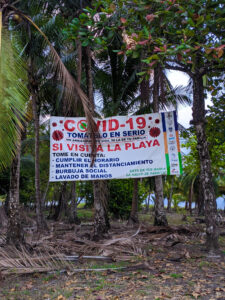 COVID-19
TOMATELO EN SERIO
SI VISITA LA PLAYA
TOME EN CUENTA:
- CUMPLIR EL HORARIO
- MANTENER EL DISTANCIAMIENTO
- BURBUJA SOCIAL
- LAVADO DE MANOS